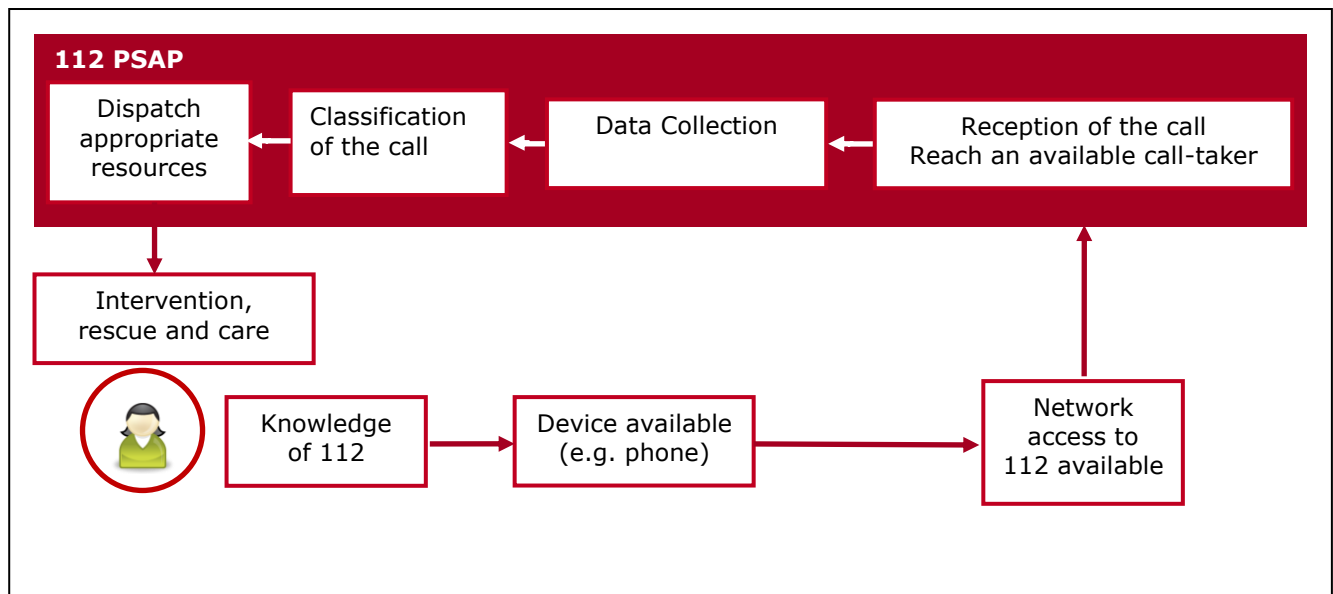 112 PSAP
Dispatch
appropriate
resources
Classification
of the call
Data Collection
Reception of the call
Reach an available call-taker
Intervention,
rescue and care
Knowledge
of 112
Device available
(e.g. phone)
Network
access to
112 available